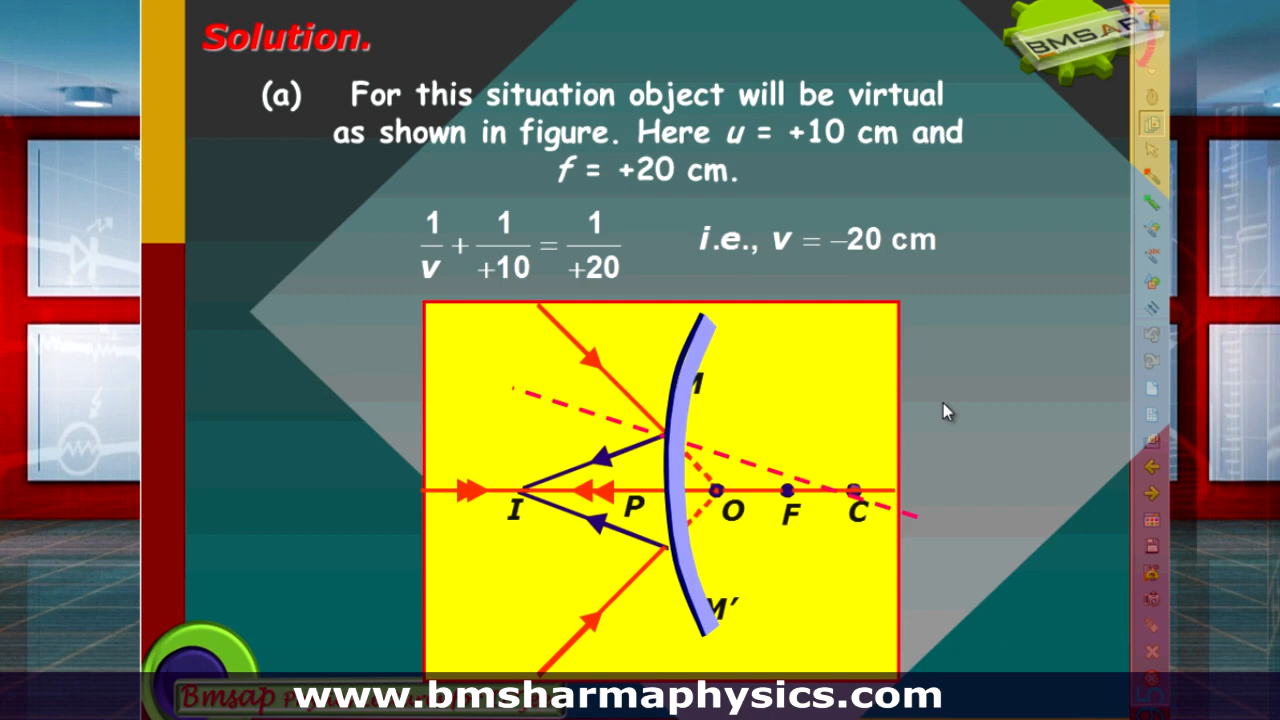 Solution.
BMSAP
(a) For this situation object will be virtual
as shown in figure. Here u = +10 cm and
f = +20 cm.
1/v + 1/+10 = 1/+20 i.e., v = −20 cm
M
I P O F C
M′
Bmsap
www.bmsharmaphysics.com